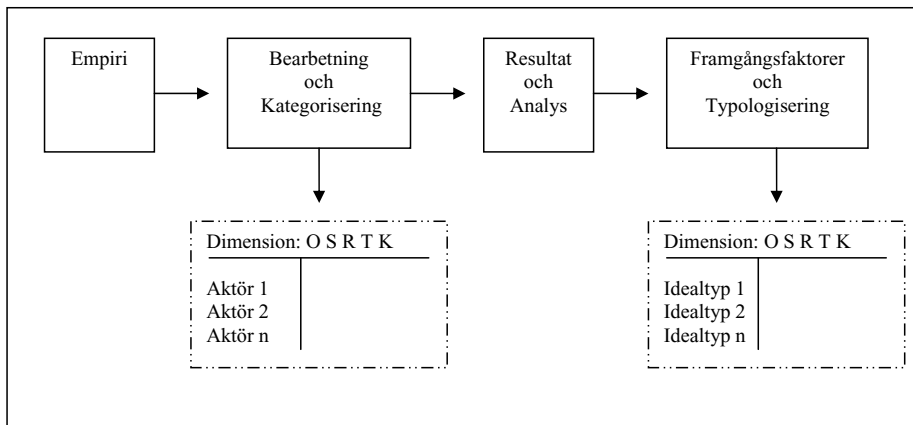 Empiri
Bearbetning
och
Kategorisering
Resultat
och
Analys
Framgångsfaktorer
och
Typologisering
Dimension: O S R T K
Aktör 1
Aktör 2
Aktör n
Dimension: O S R T K
Idealtyp 1
Idealtyp 2
Idealtyp n